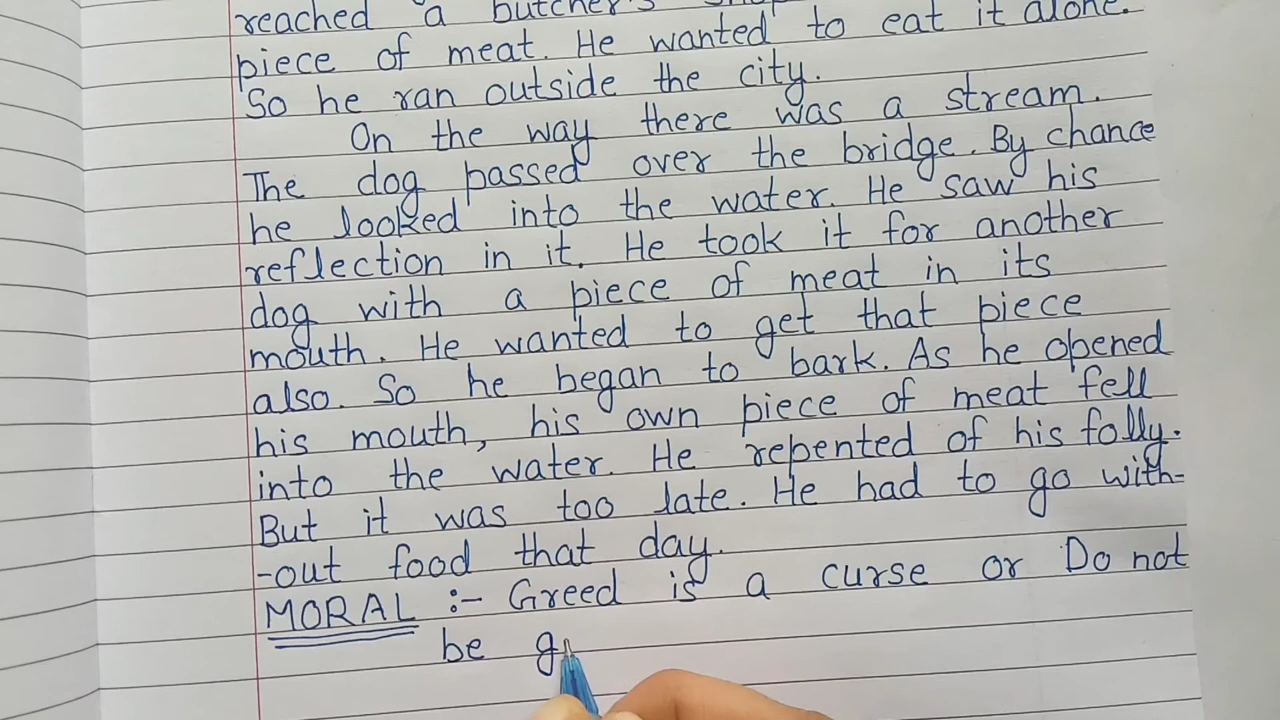 reached a butcher's
piece of meat. He wanted to eat it alone.
So he ran outside the city.
On the way there was a stream.
The dog passed over the bridge. By chance
he looked into the water. He saw his
reflection in it. He took it for another
dog with a piece of meat in its
mouth. He wanted to get that piece
also. So he began to bark. As he opened
his mouth, his own piece of meat fell
into the water. He repented of his folly.
But it was too late. He had to go with-
-out food that day.
MORAL :- Greed is a curse or Do not
be g